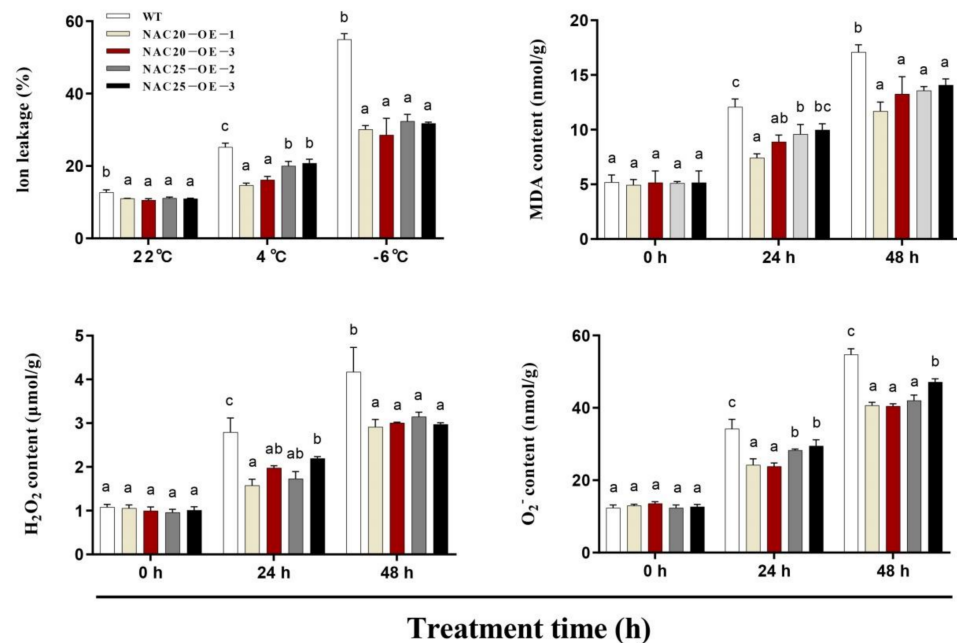 Ion leakage (%)
60
40
20
0
WT
NAC20-OE-1
NAC20-OE-3
NAC25-OE-2
NAC25-OE-3
b a a a a
c a a b b
b a a a a
22℃ 4℃ -6℃
MDA content (nmol/g)
20
15
10
5
0
a a a a a
c a ab b bc
b a a a a
0 h 24 h 48 h
H₂O₂ content (μmol/g)
5
4
3
2
1
0
a a a a a
c a ab ab b
b a a a a
0 h 24 h 48 h
O₂⁻ content (nmol/g)
60
40
20
0
a a a a a
c a a b b
c a a a b
0 h 24 h 48 h
Treatment time (h)